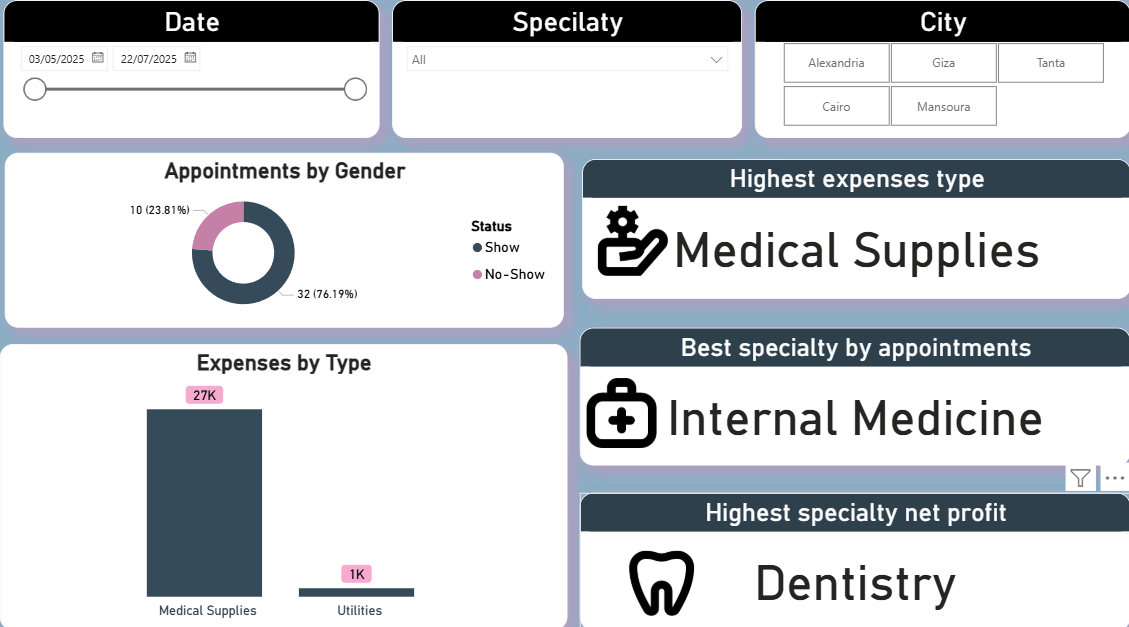 Date
03/05/2025
22/07/2025
Specilaty
All
City
Alexandria
Giza
Tanta
Cairo
Mansoura
Appointments by Gender
10 (23.81%)
32 (76.19%)
Status
Show
No-Show
Highest expenses type
Medical Supplies
Best specialty by appointments
Internal Medicine
Expenses by Type
27K
1K
Medical Supplies
Utilities
Highest specialty net profit
Dentistry